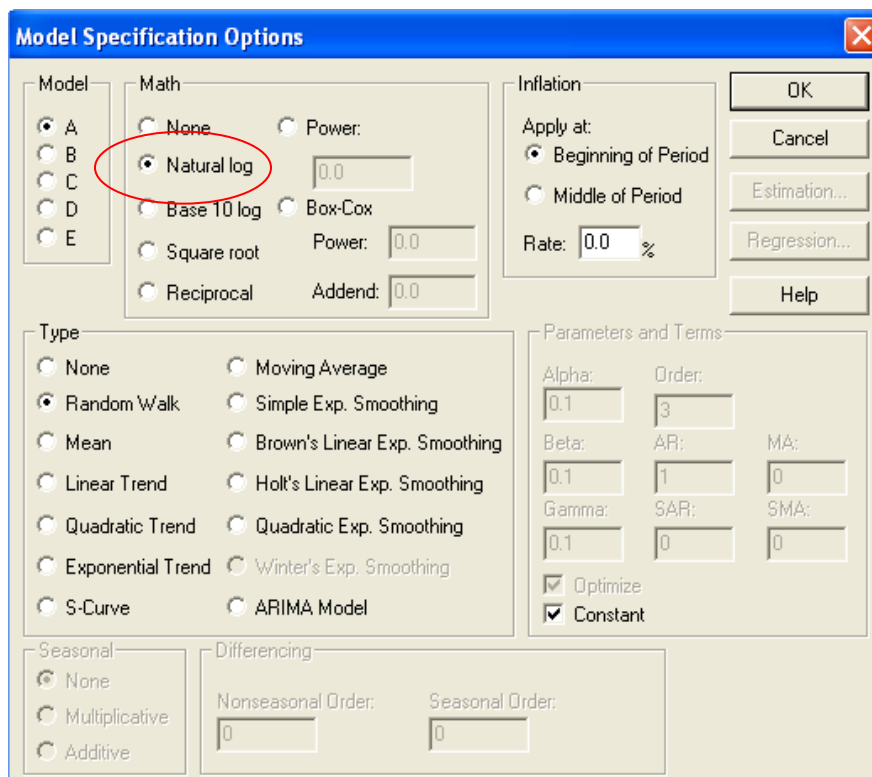 Model Specification Options
Model
A
B
C
D
E
Math
None
Natural log
Base 10 log
Square root
Reciprocal
Power:
0.0
Box-Cox
Power: 0.0
Addend: 0.0
Inflation
Apply at:
Beginning of Period
Middle of Period
Rate: 0.0 %
OK
Cancel
Estimation...
Regression...
Help
Type
None
Random Walk
Mean
Linear Trend
Quadratic Trend
Exponential Trend
S-Curve
Moving Average
Simple Exp. Smoothing
Brown's Linear Exp. Smoothing
Holt's Linear Exp. Smoothing
Quadratic Exp. Smoothing
Winter's Exp. Smoothing
ARIMA Model
Parameters and Terms
Alpha: Order:
0.1 3
Beta: AR: MA:
0.1 1 0
Gamma: SAR: SMA:
0.1 0 0
Optimize
Constant
Seasonal
None
Multiplicative
Additive
Differencing
Nonseasonal Order: Seasonal Order:
0 0